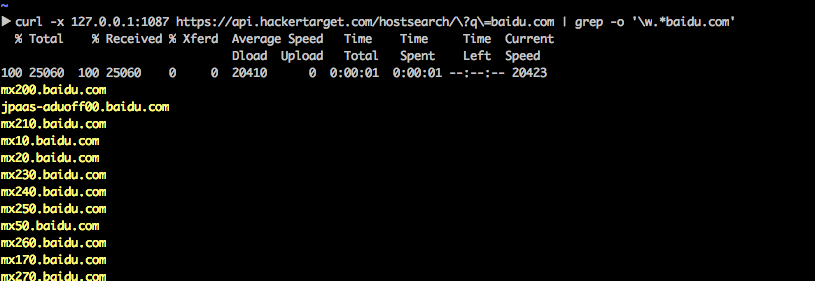 ~
▶ curl -x 127.0.0.1:1087 https://api.hackertarget.com/hostsearch/\?q\=baidu.com | grep -o '\w.*baidu.com'
  % Total    % Received % Xferd  Average Speed   Time    Time     Time  Current
                                 Dload  Upload   Total   Spent    Left  Speed
100 25060  100 25060    0     0  20410      0  0:00:01  0:00:01 --:--:-- 20423
mx200.baidu.com
jpaas-aduoff00.baidu.com
mx210.baidu.com
mx10.baidu.com
mx20.baidu.com
mx230.baidu.com
mx240.baidu.com
mx250.baidu.com
mx50.baidu.com
mx260.baidu.com
mx170.baidu.com
mx270.baidu.com